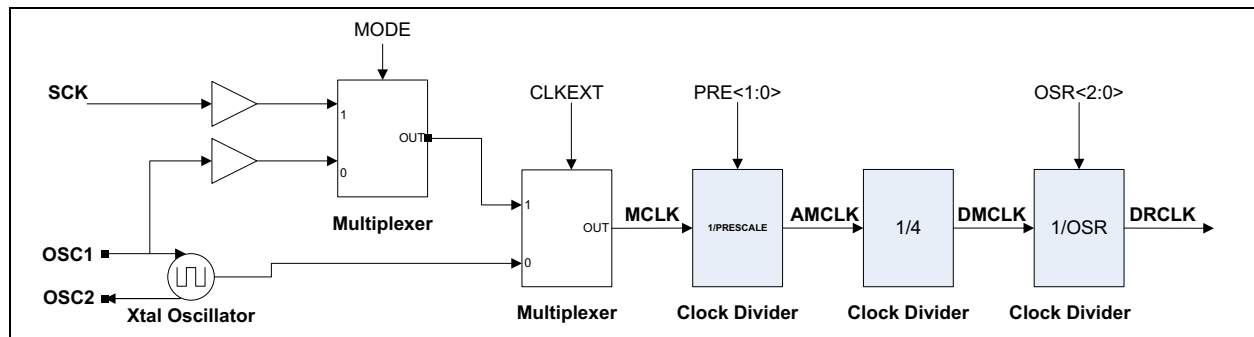 MODE
SCK
CLKEXT
PRE<1:0>
OSR<2:0>
1
OUT
0
Multiplexer
1
OUT
MCLK
1/PRESCALE
AMCLK
1/4
DMCLK
1/OSR
DRCLK
OSC1
0
OSC2
Xtal Oscillator
Multiplexer
Clock Divider
Clock Divider
Clock Divider